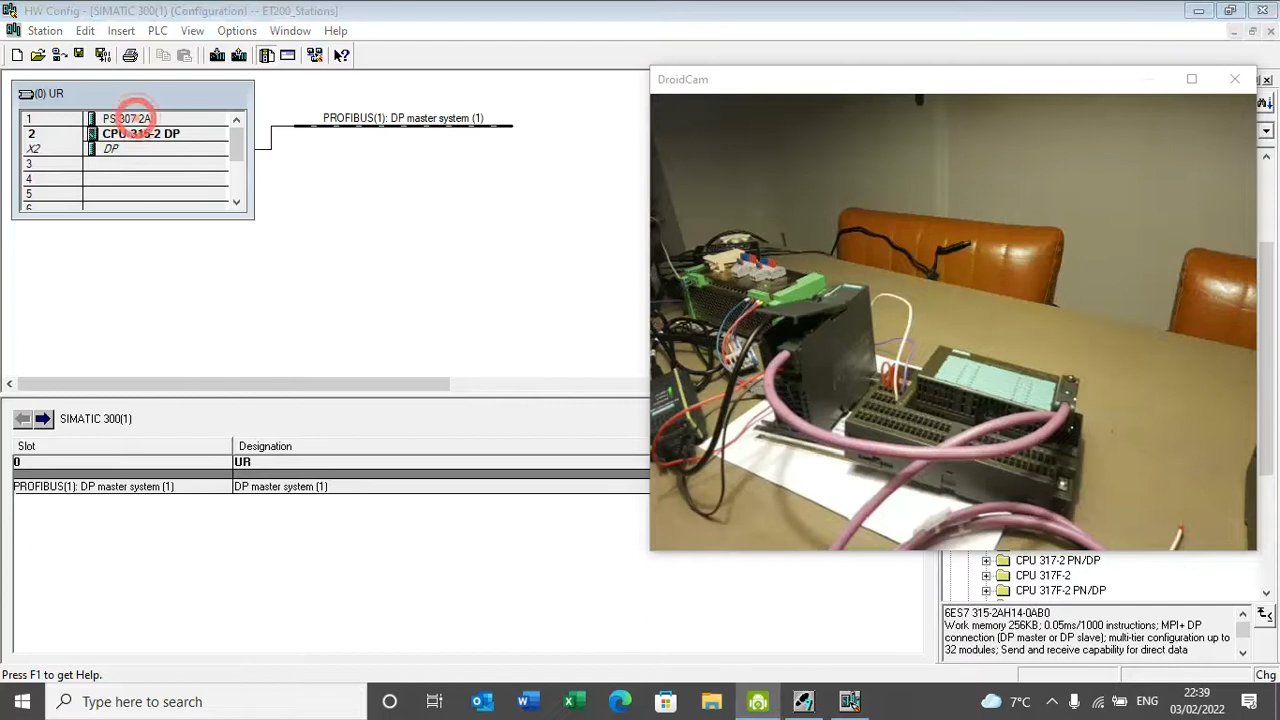 HW Config - [SIMATIC 300(1) (Configuration) -- ET200_Stations]
Station Edit Insert PLC View Options Window Help
(0) UR
1 PS 307 2A
2 CPU 315-2 DP
X2 DP
3
4
5
6
PROFIBUS(1): DP master system (1)
DroidCam
SIMATIC 300(1)
Slot Designation
0 UR
PROFIBUS(1): DP master system (1) DP master system (1)
CPU 317-2 PN/DP
CPU 317F-2
CPU 317F-2 PN/DP
6ES7 315-2AH14-0AB0
Work memory 256KB; 0.05ms/1000 instructions; MPI+ DP
connection (DP master or DP slave); multi-tier configuration up to
32 modules; Send and receive capability for direct data
Press F1 to get Help.
Chg
Type here to search
7°C
ENG
22:39
03/02/2022